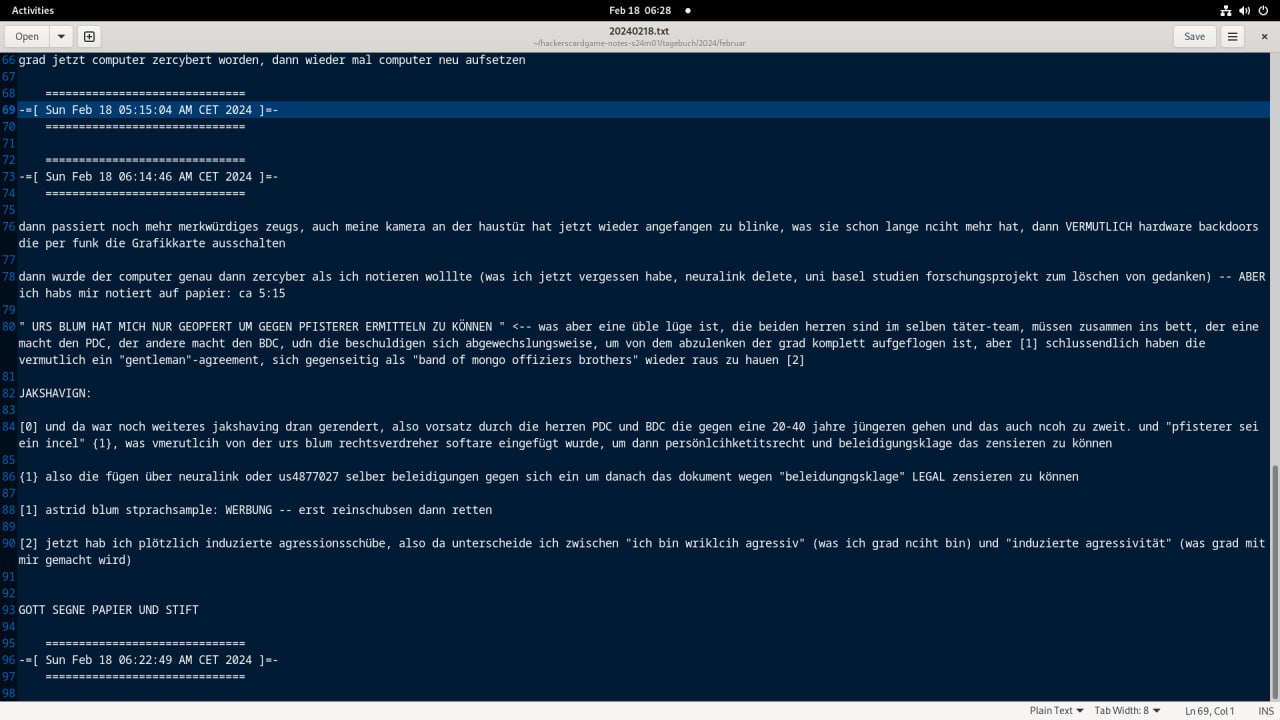 Activities
Feb 18 06:28
Open
20240218.txt
~/hackerscardgame-notes-s24m01/tagebuch/2024/februar
Save
66 grad jetzt computer zercybert worden, dann wieder mal computer neu aufsetzen
67
68 ==============================
69 -=[ Sun Feb 18 05:15:04 AM CET 2024 ]=-
70 ==============================
71
72 ==============================
73 -=[ Sun Feb 18 06:14:46 AM CET 2024 ]=-
74 ==============================
75
76 dann passiert noch mehr merkwürdiges zeugs, auch meine kamera an der haustür hat jetzt wieder angefangen zu blinke, was sie schon lange nciht mehr hat, dann VERMUTLICH hardware backdoors
die per funk die Grafikkarte ausschalten
77
78 dann wurde der computer genau dann zercyber als ich notieren wolllte (was ich jetzt vergessen habe, neuralink delete, uni basel studien forschungsprojekt zum löschen von gedanken) -- ABER
ich habs mir notiert auf papier: ca 5:15
79
80 " URS BLUM HAT MICH NUR GEOPFERT UM GEGEN PFISTERER ERMITTELN ZU KÖNNEN " <-- was aber eine üble lüge ist, die beiden herren sind im selben täter-team, müssen zusammen ins bett, der eine
macht den PDC, der andere macht den BDC, udn die beschuldigen sich abgewechslungsweise, um von dem abzulenken der grad komplett aufgeflogen ist, aber [1] schlussendlich haben die
vermutlich ein "gentleman"-agreement, sich gegenseitig als "band of mongo offiziers brothers" wieder raus zu hauen [2]
81
82 JAKSHAVIGN:
83
84 [0] und da war noch weiteres jakshaving dran gerendert, also vorsatz durch die herren PDC und BDC die gegen eine 20-40 jahre jüngeren gehen und das auch ncoh zu zweit. und "pfisterer sei
ein incel" {1}, was vmerutlcih von der urs blum rechtsverdreher softare eingefügt wurde, um dann persönlcihketitsrecht und beleidigungsklage das zensieren zu können
85
86 {1} also die fügen über neuralink oder us4877027 selber beleidigungen gegen sich ein um danach das dokument wegen "beleidungngsklage" LEGAL zensieren zu können
87
88 [1] astrid blum stprachsample: WERBUNG -- erst reinschubsen dann retten
89
90 [2] jetzt hab ich plötzlich induzierte agressionsschübe, also da unterscheide ich zwischen "ich bin wriklcih agressiv" (was ich grad nciht bin) und "induzierte agressivität" (was grad mit
mir gemacht wird)
91
92
93 GOTT SEGNE PAPIER UND STIFT
94
95 ==============================
96 -=[ Sun Feb 18 06:22:49 AM CET 2024 ]=-
97 ==============================
98
Plain Text
Tab Width: 8
Ln 69, Col 1
INS